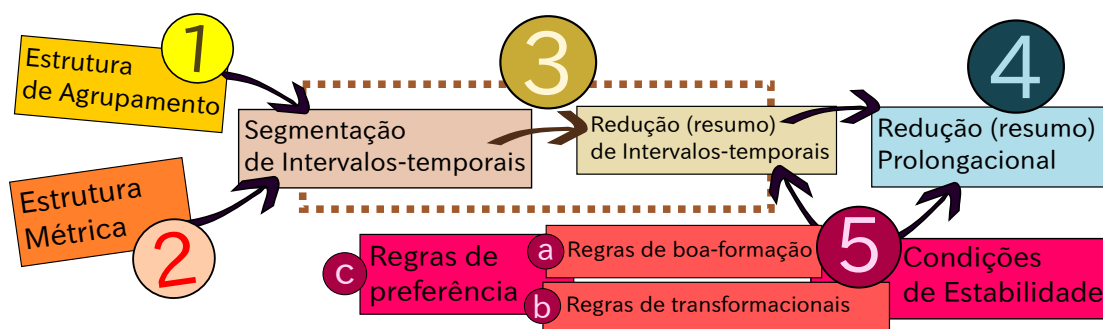 1
Estrutura
de Agrupamento
2
Estrutura
Métrica
3
Segmentação
de Intervalos-temporais
Redução (resumo)
de Intervalos-temporais
4
Redução (resumo)
Prolongacional
5
Condições
de Estabilidade
a
Regras de boa-formação
b
Regras de transformacionais
c
Regras de
preferência